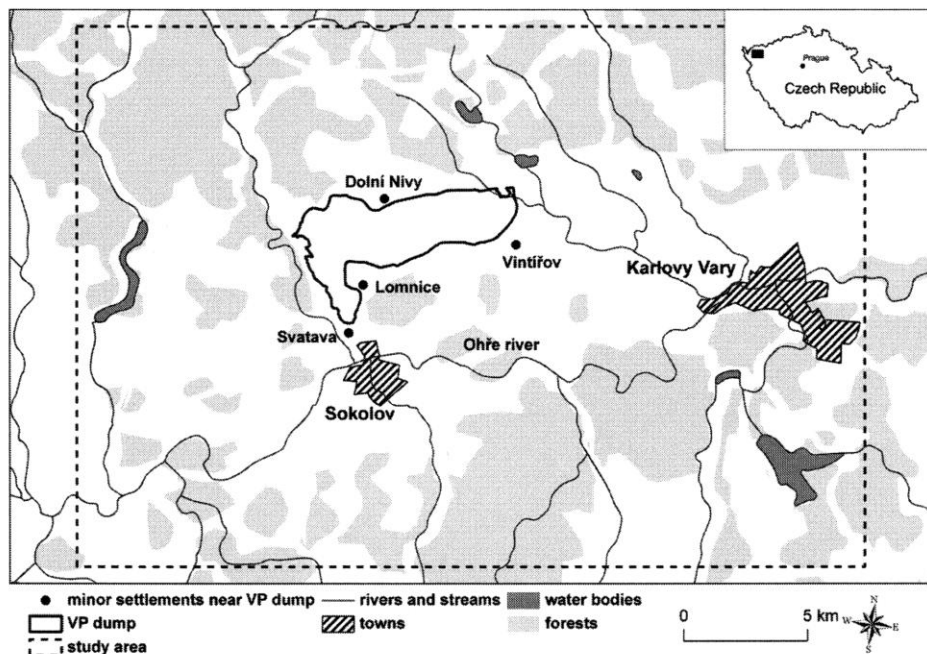 Prague
Czech Republic
Dolní Nivy
Vintířov
Karlovy Vary
Lomnice
Svatava
Ohře river
Sokolov
minor settlements near VP dump
rivers and streams
water bodies
VP dump
towns
forests
study area
0 5 km
N
W E
S